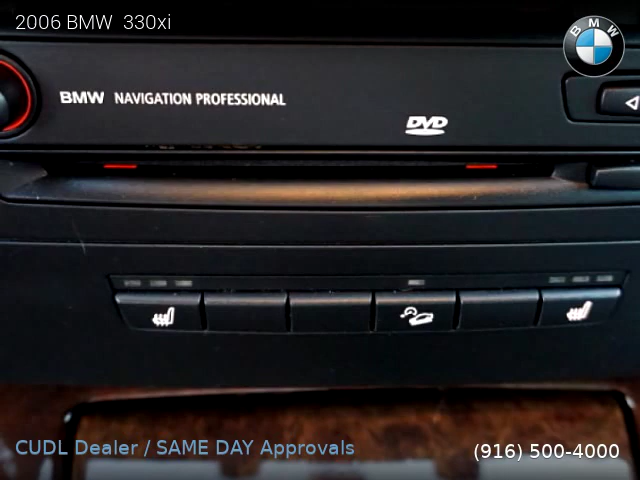 2006 BMW 330xi
BMW
BMW NAVIGATION PROFESSIONAL
DVD
CUDL Dealer / SAME DAY Approvals
(916) 500-4000